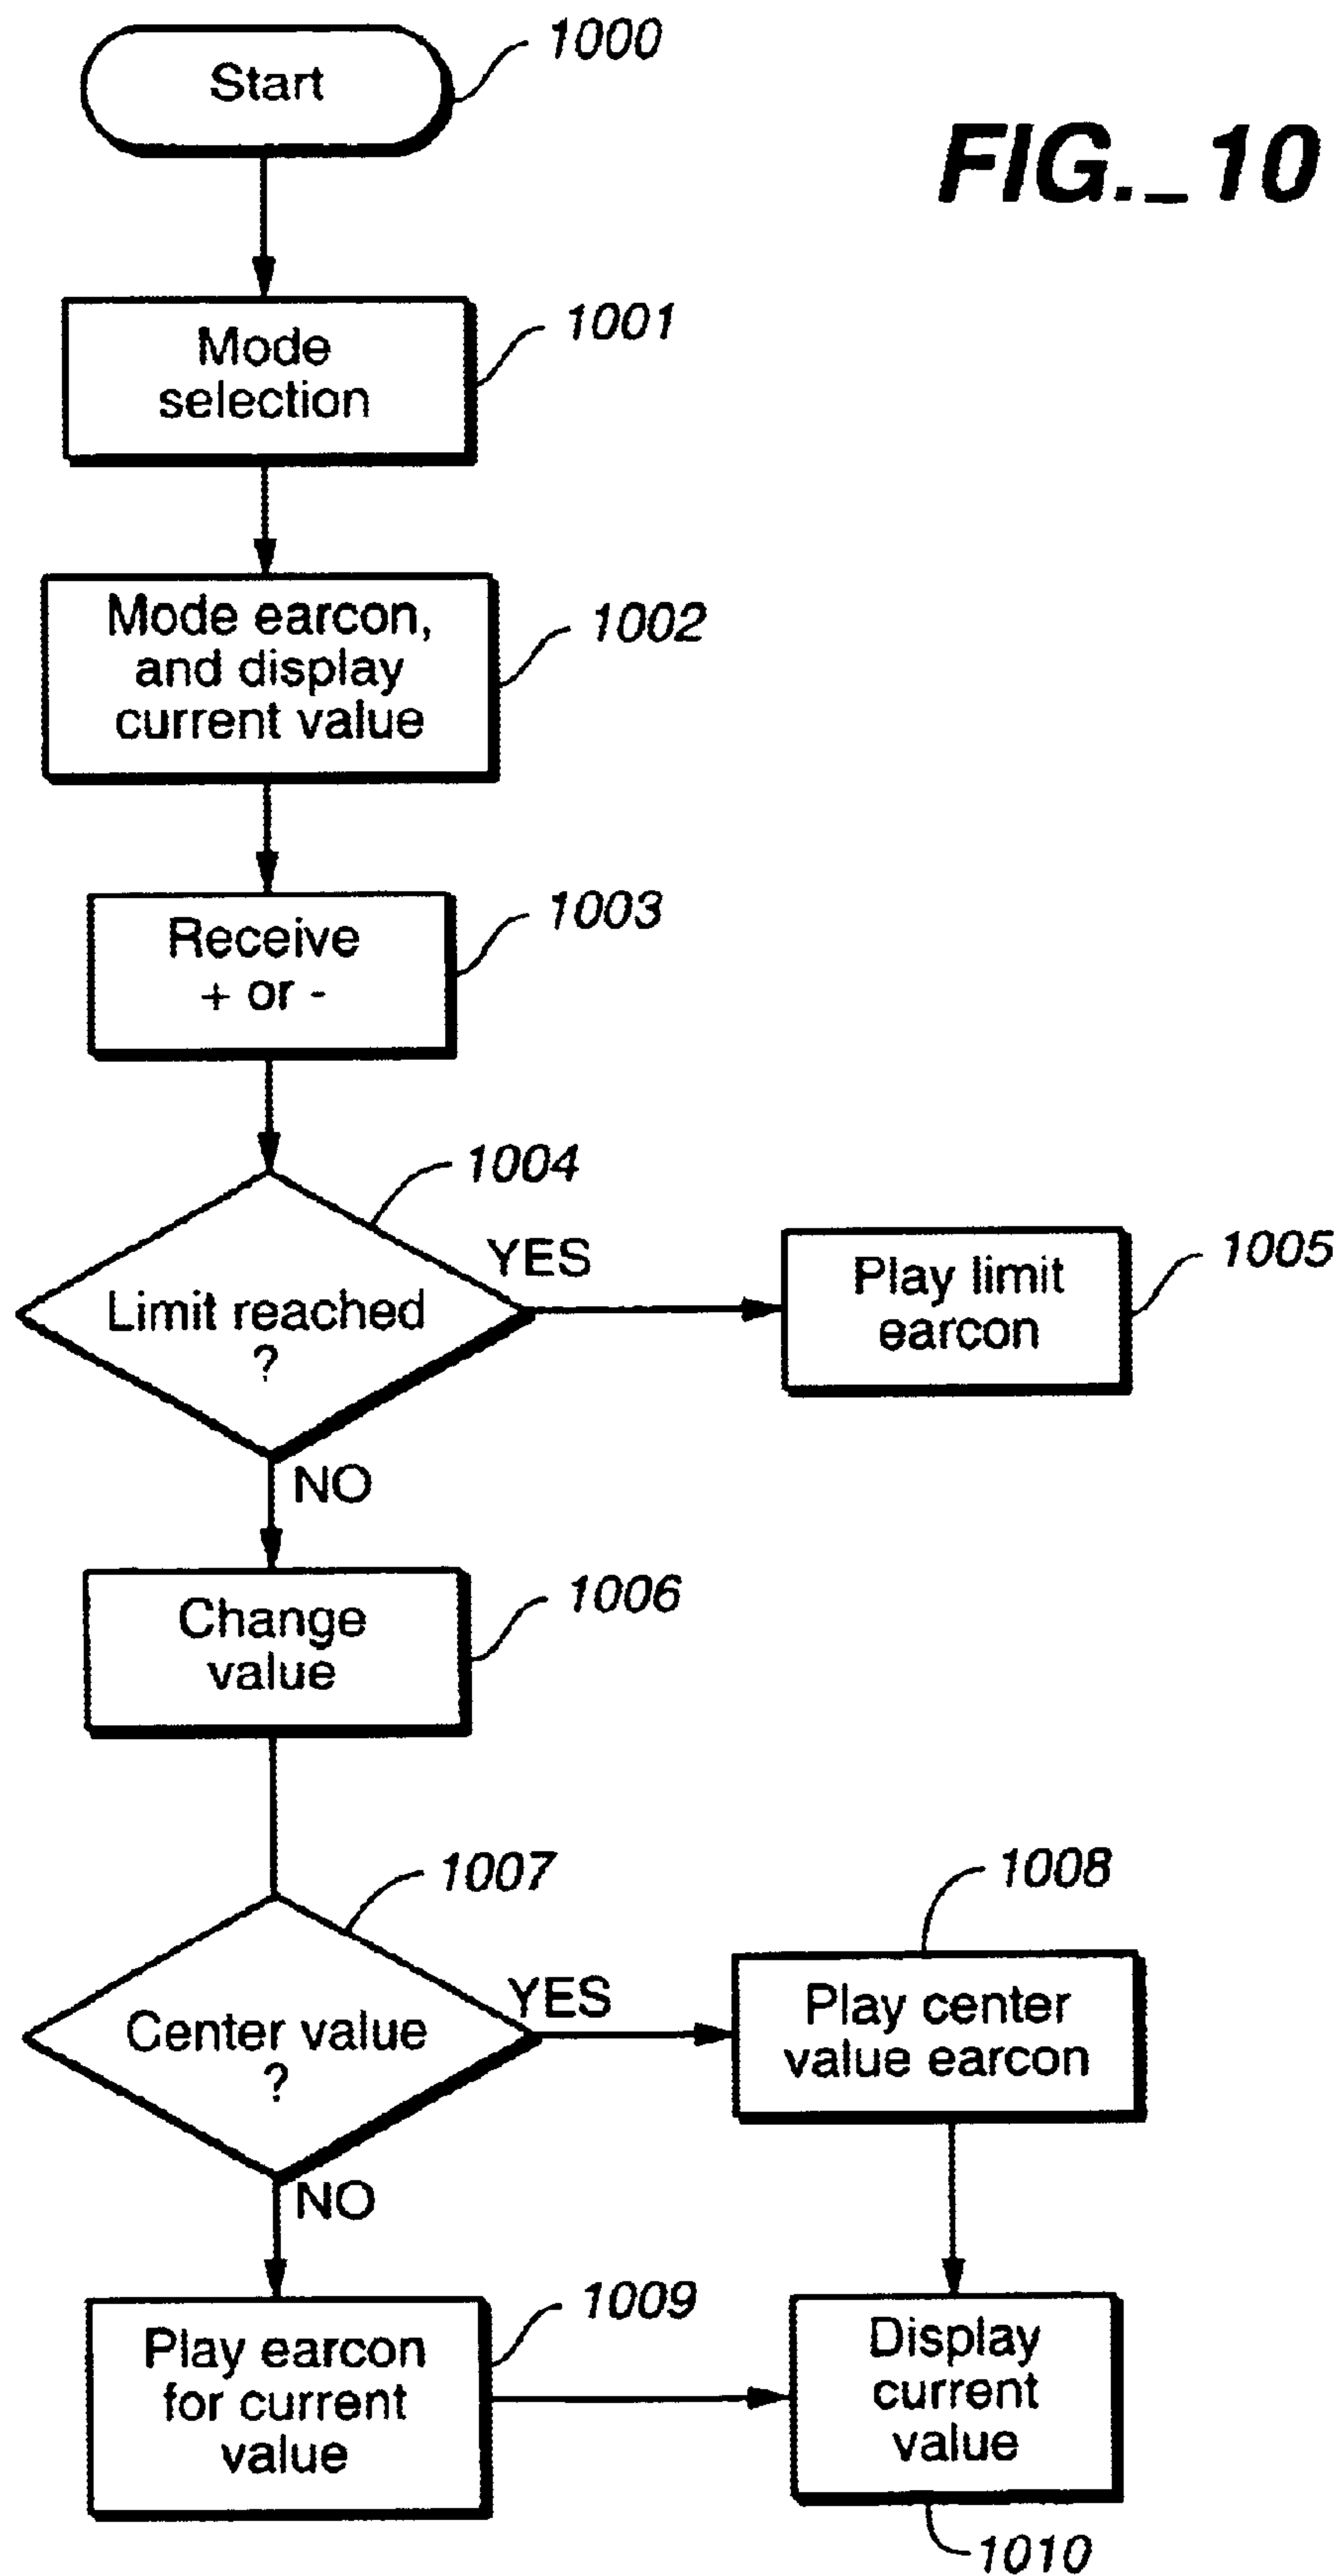 1000
Start
FIG._10
1001
Mode
selection
1002
Mode earcon,
and display
current value
1003
Receive
+ or -
1004
YES
Limit reached
?
1005
Play limit
earcon
NO
1006
Change
value
1007
YES
Center value
?
1008
Play center
value earcon
NO
1009
Play earcon
for current
value
Display
current
value
1010